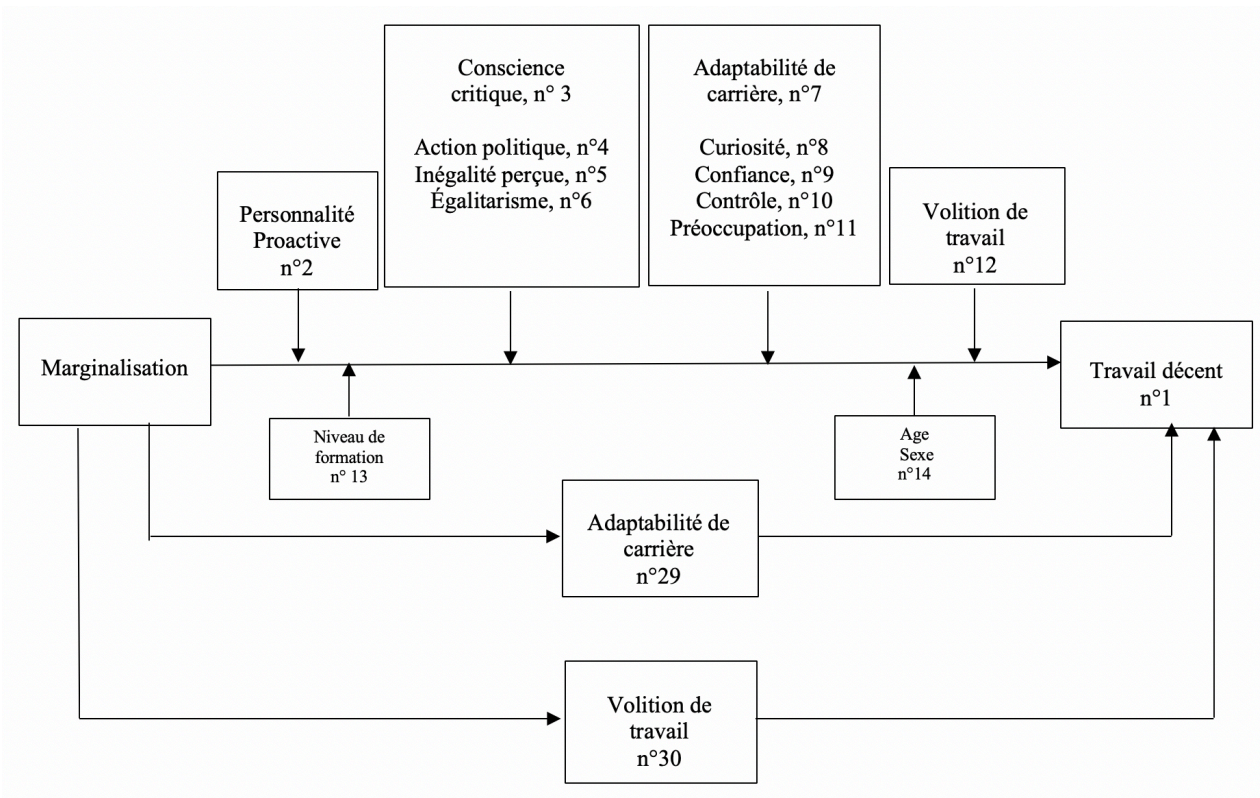 Conscience
critique, n° 3
Action politique, n°4
Inégalité perçue, n°5
Égalitarisme, n°6
Adaptabilité de
carrière, n°7
Curiosité, n°8
Confiance, n°9
Contrôle, n°10
Préoccupation, n°11
Personnalité
Proactive
n°2
Volition de
travail
n°12
Marginalisation
Travail décent
n°1
Niveau de
formation
n° 13
Age
Sexe
n°14
Adaptabilité de
carrière
n°29
Volition de
travail
n°30